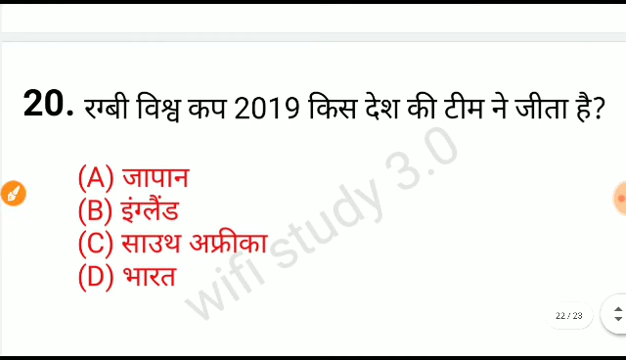 20. रग्बी विश्व कप 2019 किस देश की टीम ने जीता है?
(A) जापान
(B) इंग्लैंड
(C) साउथ अफ्रीका
(D) भारत
wifi study 3.0
22 / 23